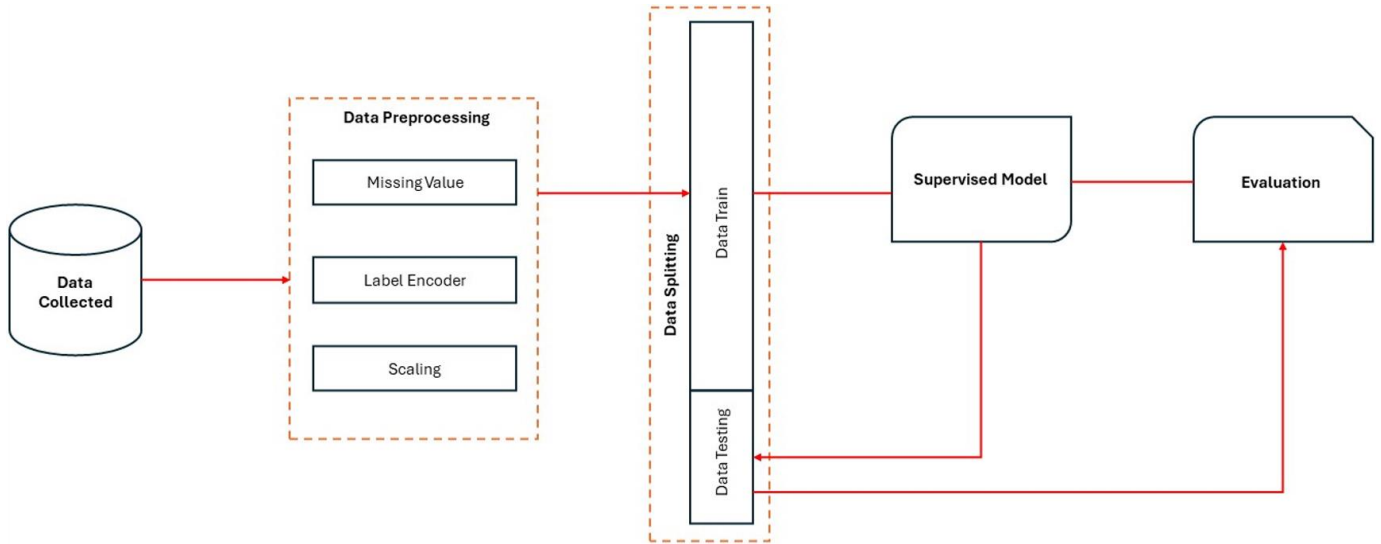 Data
Collected
Data Preprocessing
Missing Value
Label Encoder
Scaling
Data Splitting
Data Train
Data Testing
Supervised Model
Evaluation